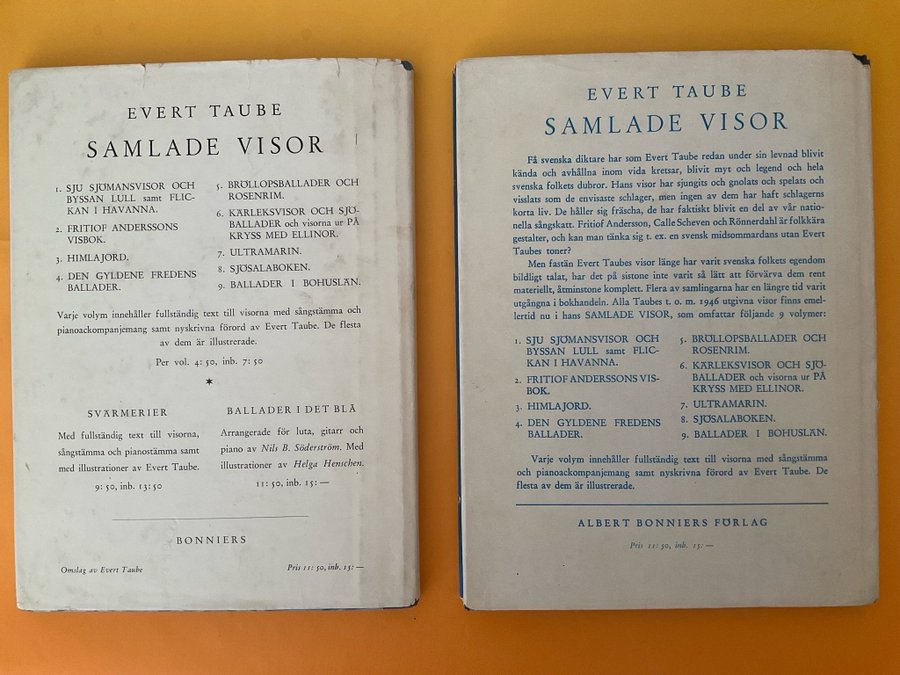 EVERT TAUBE
SAMLADE VISOR
1. SJU SJÖMANSVISOR OCH
BYSSAN LULL samt FLIC-
KAN I HAVANNA.
2. FRITIOF ANDERSSONS
VISBOK.
3. HIMLAJORD.
4. DEN GYLDENE FREDENS
BALLADER.
5. BRÖLLOPSBALLADER OCH
ROSENRIM.
6. KÄRLEKSVISOR OCH SJÖ-
BALLADER och visorna ur PÅ
KRYSS MED ELLINOR.
7. ULTRAMARIN.
8. SJÖSALABOKEN.
9. BALLADER I BOHUSLÄN.
Varje volym innehåller fullständig text till visorna med sångstämma och
pianoackompanjemang samt nyskrivna förord av Evert Taube. De flesta
av dem är illustrerade.
Per vol. 4: 50, inb. 7: 50
*
SVÄRMERIER
Med fullständig text till visorna,
sångstämma och pianostämma samt
med illustrationer av Evert Taube.
9: 50, inb. 13: 50
BALLADER I DET BLÅ
Arrangerade för luta, gitarr och
piano av Nils B. Söderström. Med
illustrationer av Helga Henschen.
11: 50, inb. 15: —
BONNIERS
Omslag av Evert Taube
Pris 11: 50, inb. 15: —
EVERT TAUBE
SAMLADE VISOR
Få svenska diktare har som Evert Taube redan under sin levnad blivit
kända och avhållna inom vida kretsar, blivit myt och legend och hela
svenska folkets dubror. Hans visor har sjungits och gnolats och spelats och
visslats som de envisaste schlager, men ingen av dem har haft schlagerns
korta liv. De håller sig fräscha, de har faktiskt blivit en del av vår natio-
nella sångskatt. Fritiof Andersson, Calle Scheven och Rönnerdahl är folkkära
gestalter, och kan man tänka sig t. ex. en svensk midsommardans utan Evert
Taubes toner?
Men fastän Evert Taubes visor länge har varit svenska folkets egendom
bildligt talat, har det på sistone inte varit så lätt att förvärva dem rent
materiellt, åtminstone komplett. Flera av samlingarna har en längre tid varit
utgångna i bokhandeln. Alla Taubes t. o. m. 1946 utgivna visor finns emel-
lertid nu i hans SAMLADE VISOR, som omfattar följande 9 volymer:
1. SJU SJÖMANSVISOR OCH
BYSSAN LULL samt FLIC-
KAN I HAVANNA.
2. FRITIOF ANDERSSONS VIS-
BOK.
3. HIMLAJORD.
4. DEN GYLDENE FREDENS
BALLADER.
5. BRÖLLOPSBALLADER OCH
ROSENRIM.
6. KÄRLEKSVISOR OCH SJÖ-
BALLADER och visorna ur PÅ
KRYSS MED ELLINOR.
7. ULTRAMARIN.
8. SJÖSALABOKEN.
9. BALLADER I BOHUSLÄN.
Varje volym innehåller fullständig text till visorna med sångstämma
och pianoackompanjemang samt nyskrivna förord av Evert Taube. De
flesta av dem är illustrerade.
ALBERT BONNIERS FÖRLAG
Pris 11: 50, inb. 15: —